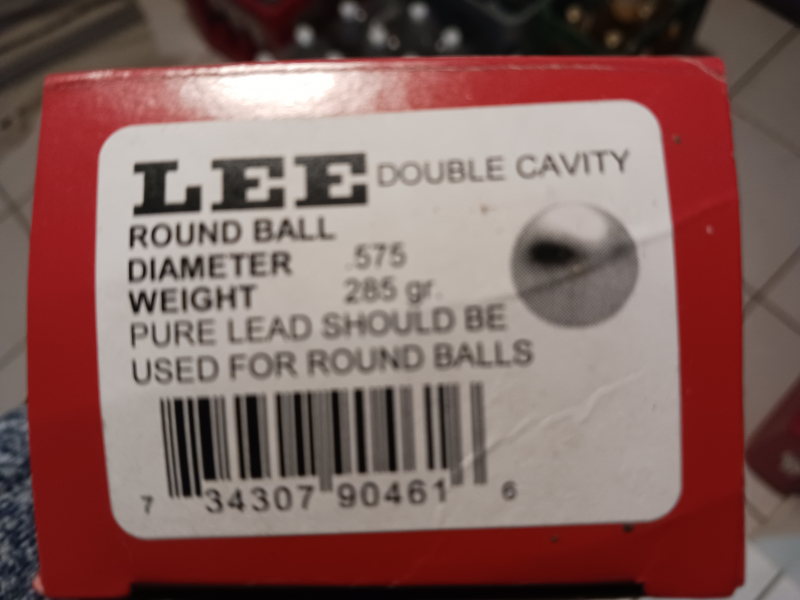 LEE DOUBLE CAVITY
ROUND BALL
DIAMETER .575
WEIGHT 285 gr.
PURE LEAD SHOULD BE
USED FOR ROUND BALLS
7 34307 90461 6